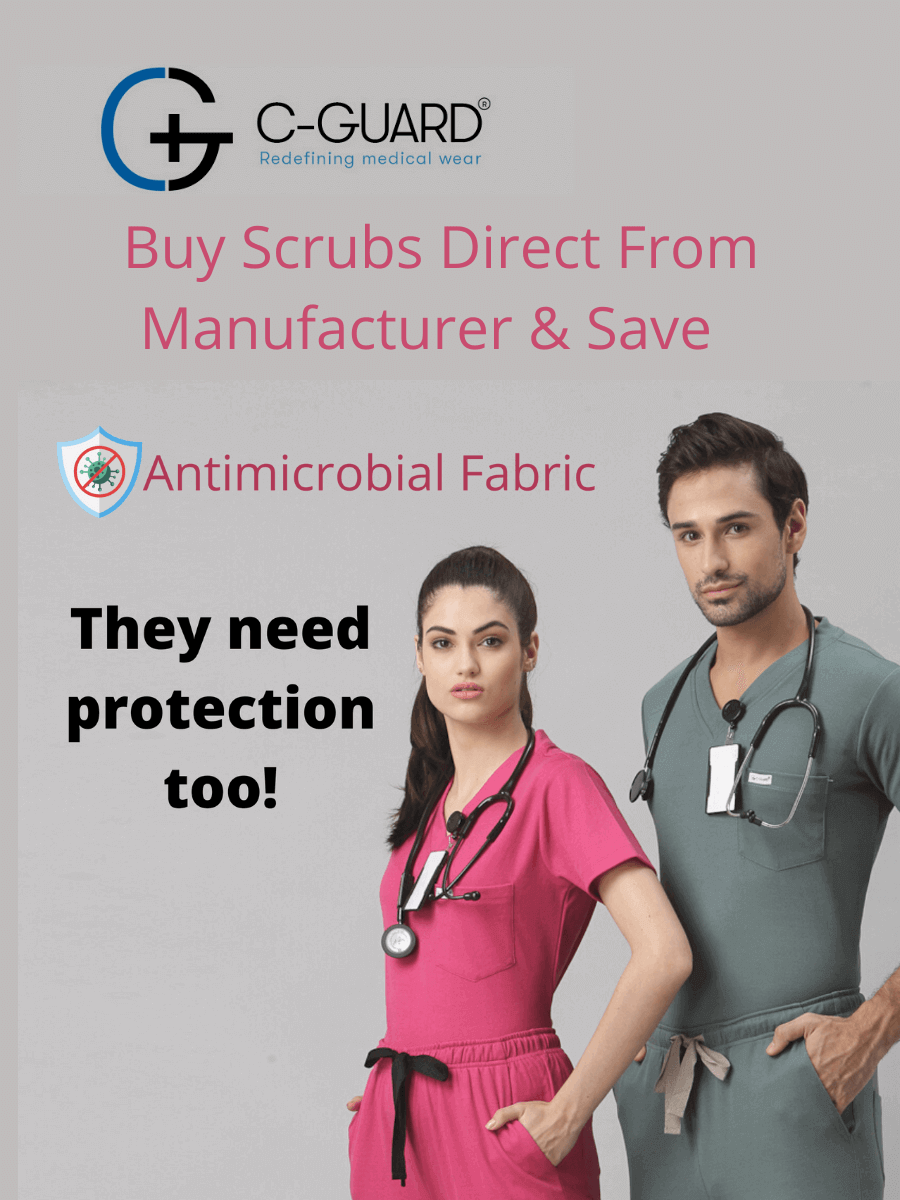 C-GUARD®
Redefining medical wear
Buy Scrubs Direct From
Manufacturer & Save
Antimicrobial Fabric
They need
protection
too!